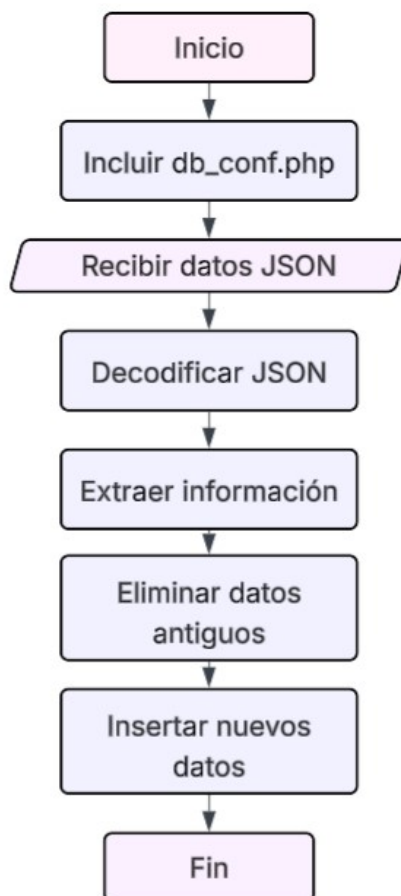 Inicio
Incluir db_conf.php
Recibir datos JSON
Decodificar JSON
Extraer información
Eliminar datos
antiguos
Insertar nuevos
datos
Fin